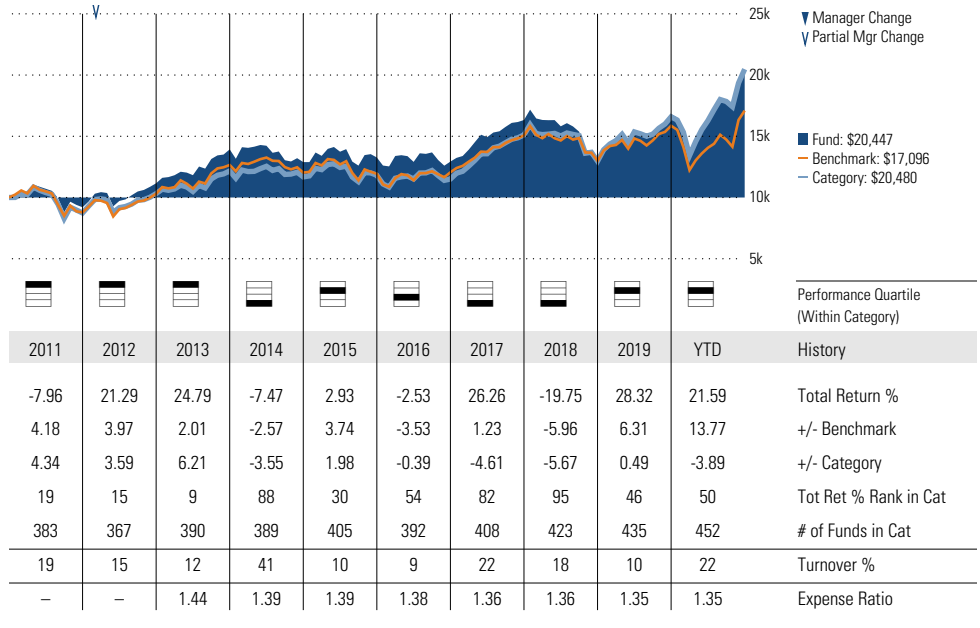 25k
Manager Change
Partial Mgr Change
20k
15k
Fund: $20,447
Benchmark: $17,096
Category: $20,480
10k
5k
Performance Quartile
(Within Category)
2011 2012 2013 2014 2015 2016 2017 2018 2019 YTD History
-7.96 21.29 24.79 -7.47 2.93 -2.53 26.26 -19.75 28.32 21.59 Total Return %
4.18 3.97 2.01 -2.57 3.74 -3.53 1.23 -5.96 6.31 13.77 +/- Benchmark
4.34 3.59 6.21 -3.55 1.98 -0.39 -4.61 -5.67 0.49 -3.89 +/- Category
19 15 9 88 30 54 82 95 46 50 Tot Ret % Rank in Cat
383 367 390 389 405 392 408 423 435 452 # of Funds in Cat
19 15 12 41 10 9 22 18 10 22 Turnover %
– – 1.44 1.39 1.39 1.38 1.36 1.36 1.35 1.35 Expense Ratio